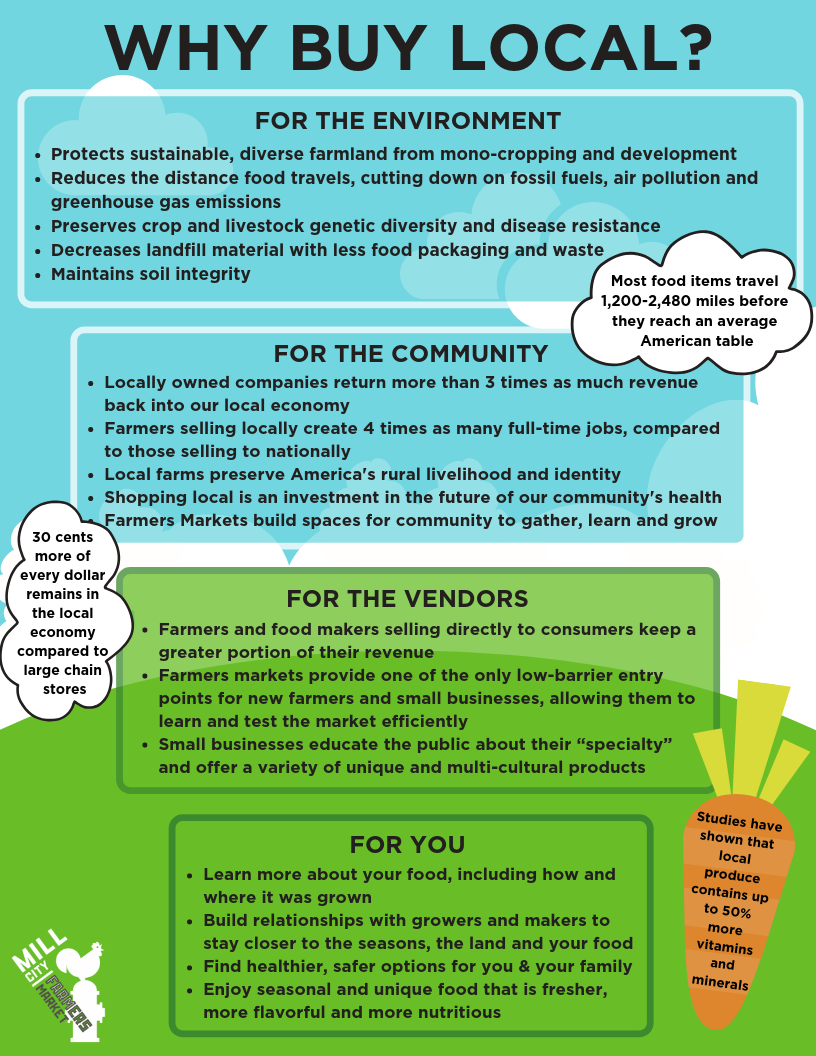 WHY BUY LOCAL?
FOR THE ENVIRONMENT
• Protects sustainable, diverse farmland from mono-cropping and development
• Reduces the distance food travels, cutting down on fossil fuels, air pollution and
greenhouse gas emissions
• Preserves crop and livestock genetic diversity and disease resistance
• Decreases landfill material with less food packaging and waste
• Maintains soil integrity
Most food items travel
1,200-2,480 miles before
they reach an average
American table
FOR THE COMMUNITY
• Locally owned companies return more than 3 times as much revenue
back into our local economy
• Farmers selling locally create 4 times as many full-time jobs, compared
to those selling to nationally
• Local farms preserve America's rural livelihood and identity
• Shopping local is an investment in the future of our community's health
• Farmers Markets build spaces for community to gather, learn and grow
30 cents
more of
every dollar
remains in
the local
economy
compared to
large chain
stores
FOR THE VENDORS
• Farmers and food makers selling directly to consumers keep a
greater portion of their revenue
• Farmers markets provide one of the only low-barrier entry
points for new farmers and small businesses, allowing them to
learn and test the market efficiently
• Small businesses educate the public about their “specialty”
and offer a variety of unique and multi-cultural products
FOR YOU
• Learn more about your food, including how and
where it was grown
• Build relationships with growers and makers to
stay closer to the seasons, the land and your food
• Find healthier, safer options for you & your family
• Enjoy seasonal and unique food that is fresher,
more flavorful and more nutritious
Studies have
shown that
local
produce
contains up
to 50%
more
vitamins
and
minerals
MILL
CITY
FARMERS
MARKET